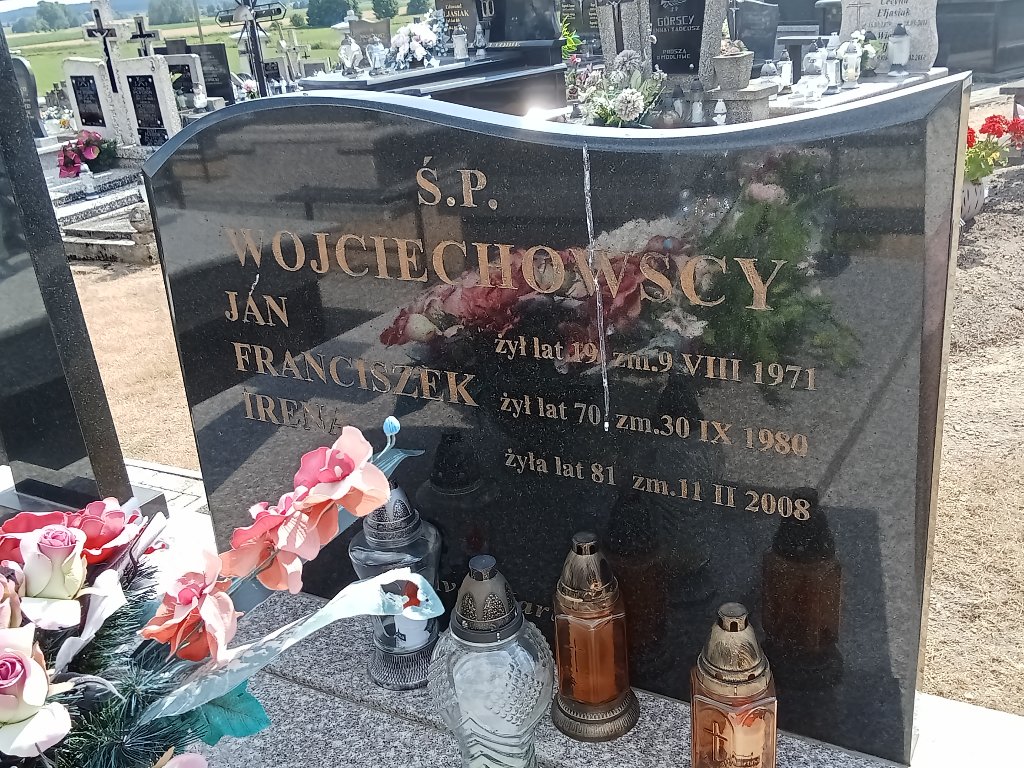 GÓRSCY
Ś.P.
WOJCIECHOWSCY
JAN
żył lat 19 zm.9 VIII 1971
FRANCISZEK
żył lat 70 zm.30 IX 1980
IRENA
żyła lat 81 zm.11 II 2008